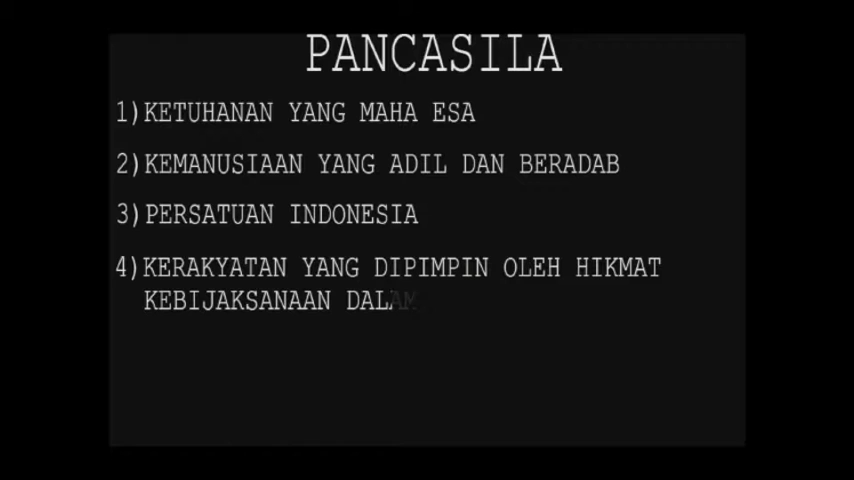 PANCASILA
1)KETUHANAN YANG MAHA ESA
2)KEMANUSIAAN YANG ADIL DAN BERADAB
3)PERSATUAN INDONESIA
4)KERAKYATAN YANG DIPIMPIN OLEH HIKMAT
KEBIJAKSANAAN DALAM